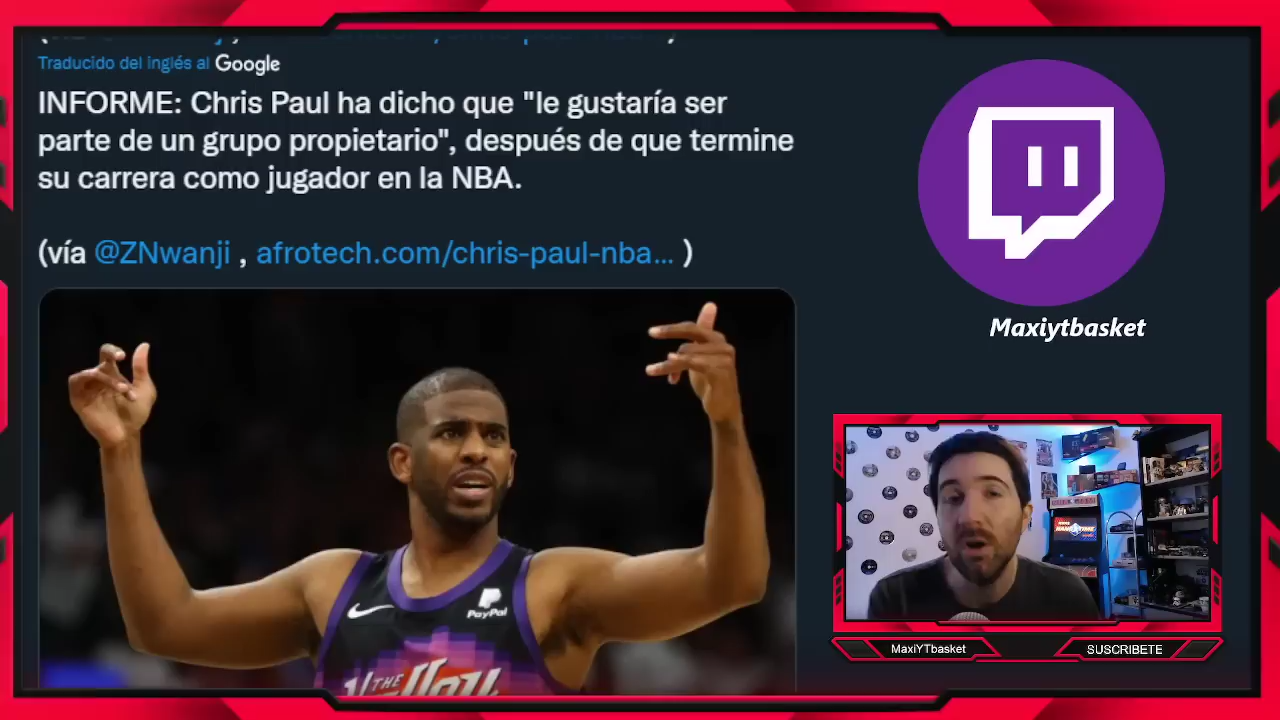 Traducido del inglés al Google
INFORME: Chris Paul ha dicho que "le gustaría ser
parte de un grupo propietario", después de que termine
su carrera como jugador en la NBA.
(vía @ZNwanji , afrotech.com/chris-paul-nba... )
Maxiytbasket
PayPal
THE
MaxiYTbasket
SUSCRIBETE